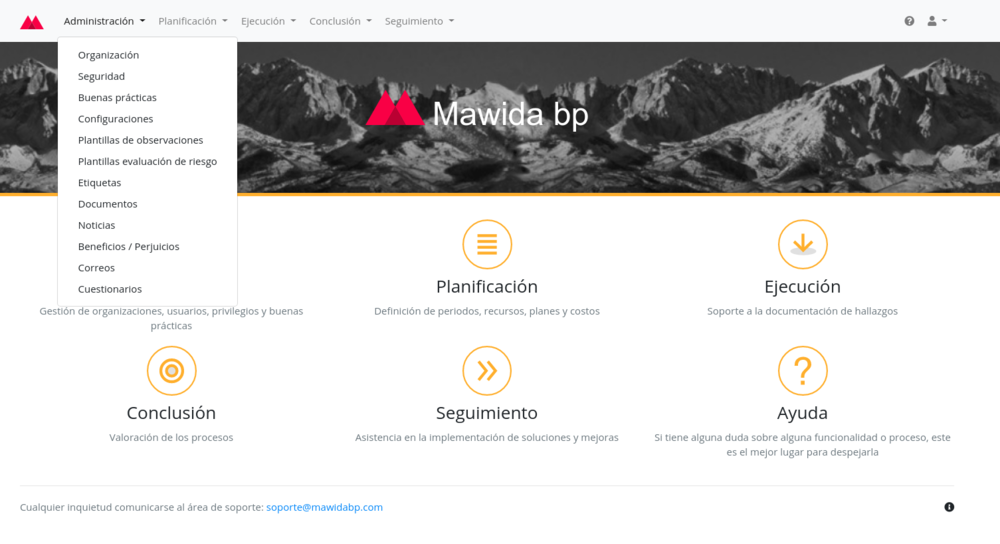 Administración Planificación Ejecución Conclusión Seguimiento
Organización
Seguridad
Buenas prácticas
Configuraciones
Plantillas de observaciones
Plantillas evaluación de riesgo
Etiquetas
Documentos
Noticias
Beneficios / Perjuicios
Correos
Cuestionarios
Mawida bp
Planificación
Ejecución
Gestión de organizaciones, usuarios, privilegios y buenas
prácticas
Definición de periodos, recursos, planes y costos
Soporte a la documentación de hallazgos
Conclusión
Valoración de los procesos
Seguimiento
Asistencia en la implementación de soluciones y mejoras
Ayuda
Si tiene alguna duda sobre alguna funcionalidad o proceso, este
es el mejor lugar para despejarla
Cualquier inquietud comunicarse al área de soporte: soporte@mawidabp.com